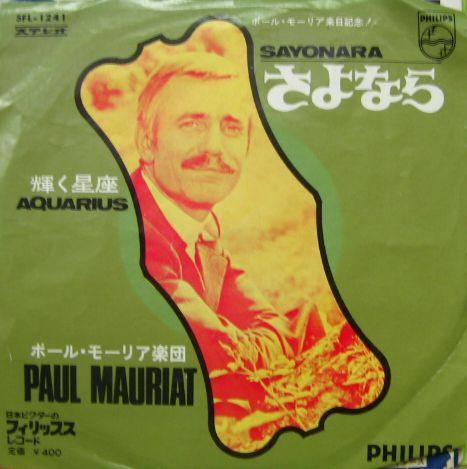 SFL-1241
ステレオ
ポール・モーリア来日記念!
PHILIPS
SAYONARA
さよなら
輝く星座
AQUARIUS
ポール・モーリア楽団
PAUL MAURIAT
日本ビクターの
フィリップス
レコード
定価 ¥400
PHILIPS